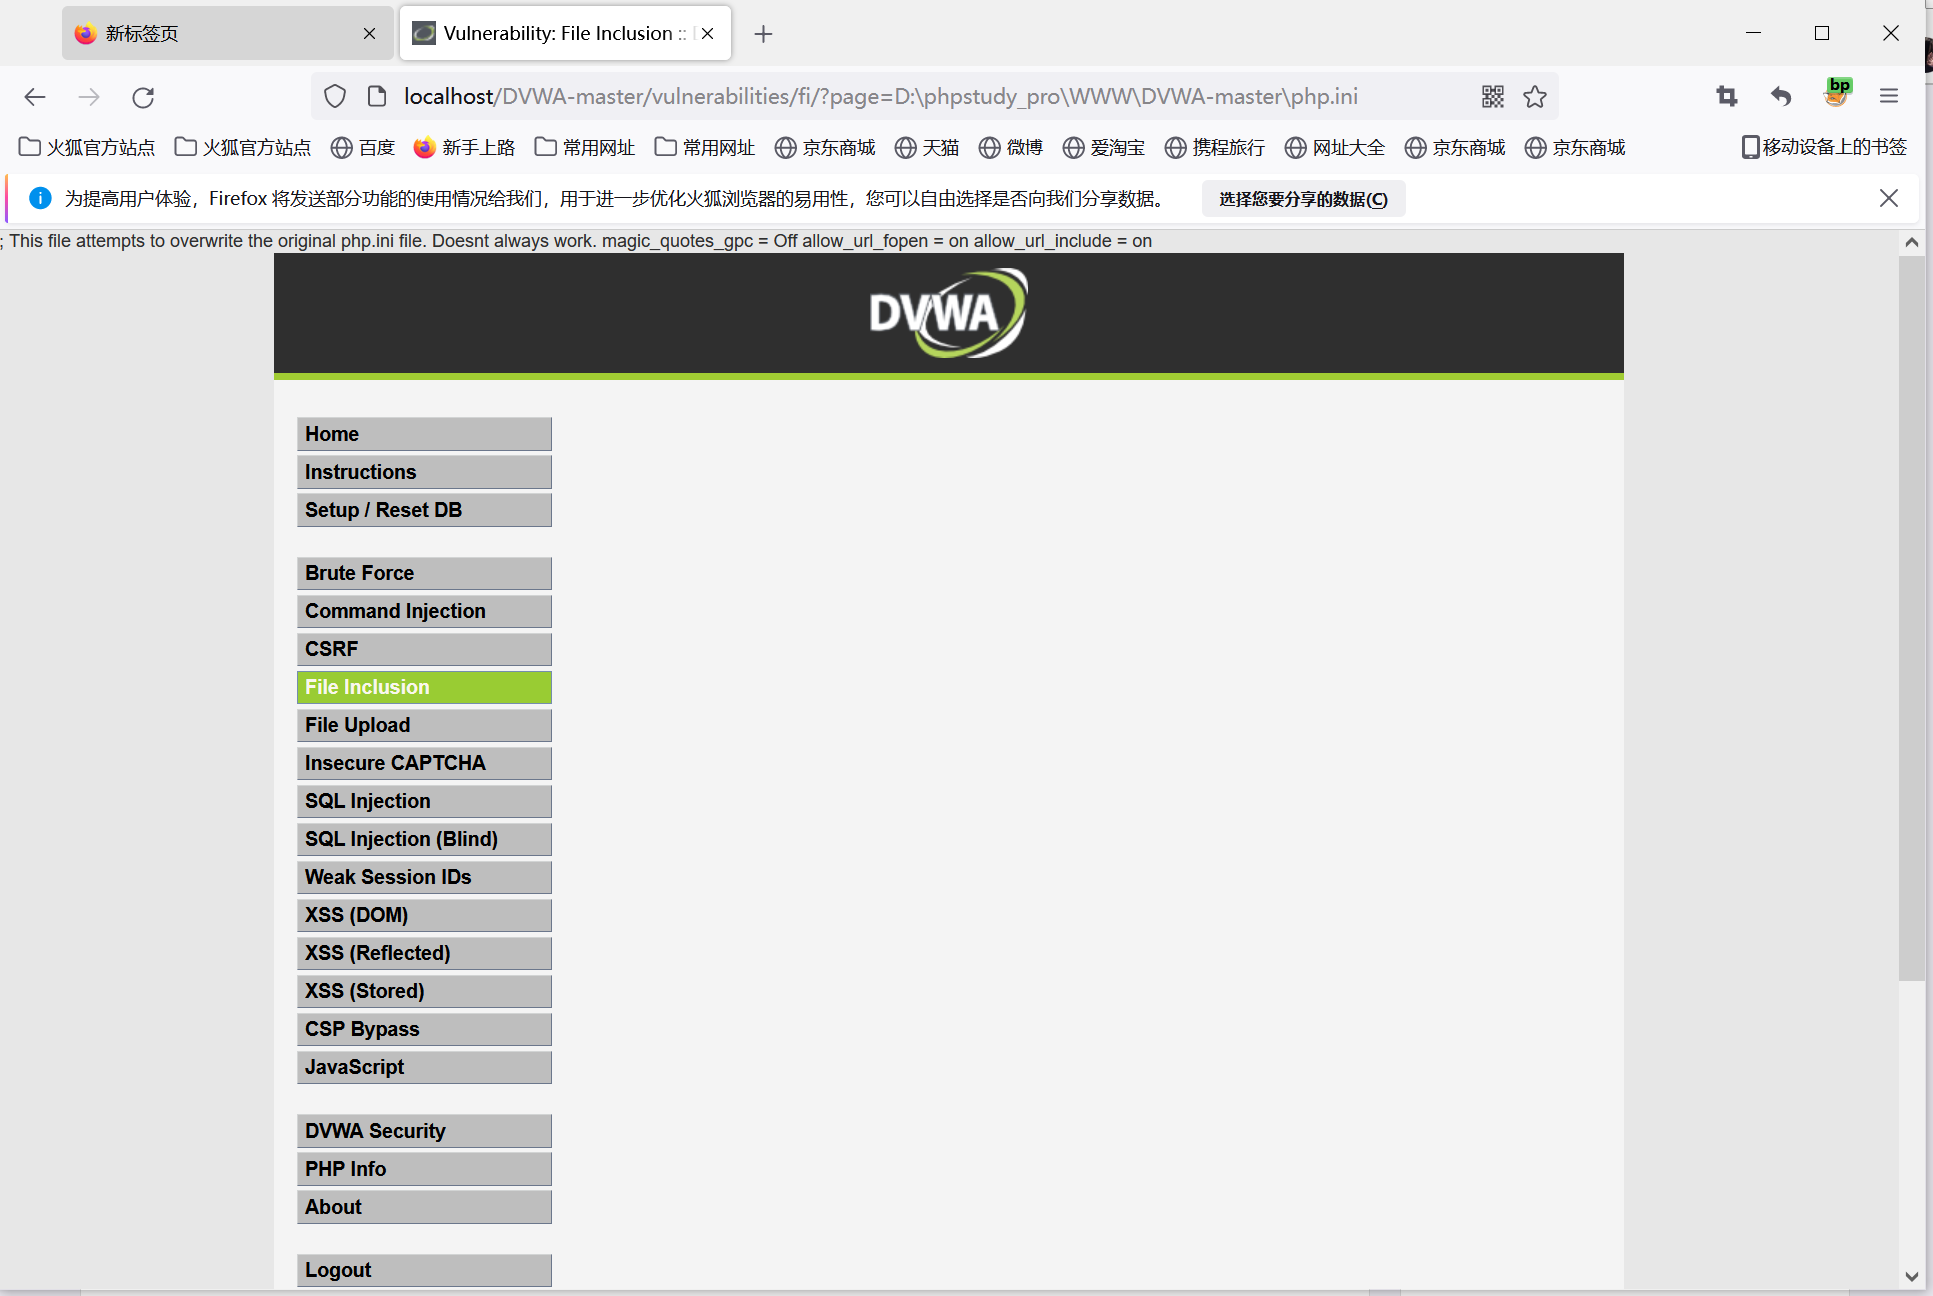 新标签页
Vulnerability: File Inclusion ::
localhost/DVWA-master/vulnerabilities/fi/?page=D:\phpstudy_pro\WWW\DVWA-master\php.ini
bp
火狐官方站点 火狐官方站点 百度 新手上路 常用网址 常用网址 京东商城 天猫 微博 爱淘宝 携程旅行 网址大全 京东商城 京东商城 移动设备上的书签
为提高用户体验，Firefox 将发送部分功能的使用情况给我们，用于进一步优化火狐浏览器的易用性，您可以自由选择是否向我们分享数据。 选择您要分享的数据(C)
; This file attempts to overwrite the original php.ini file. Doesnt always work. magic_quotes_gpc = Off allow_url_fopen = on allow_url_include = on
DVWA
Home
Instructions
Setup / Reset DB
Brute Force
Command Injection
CSRF
File Inclusion
File Upload
Insecure CAPTCHA
SQL Injection
SQL Injection (Blind)
Weak Session IDs
XSS (DOM)
XSS (Reflected)
XSS (Stored)
CSP Bypass
JavaScript
DVWA Security
PHP Info
About
Logout